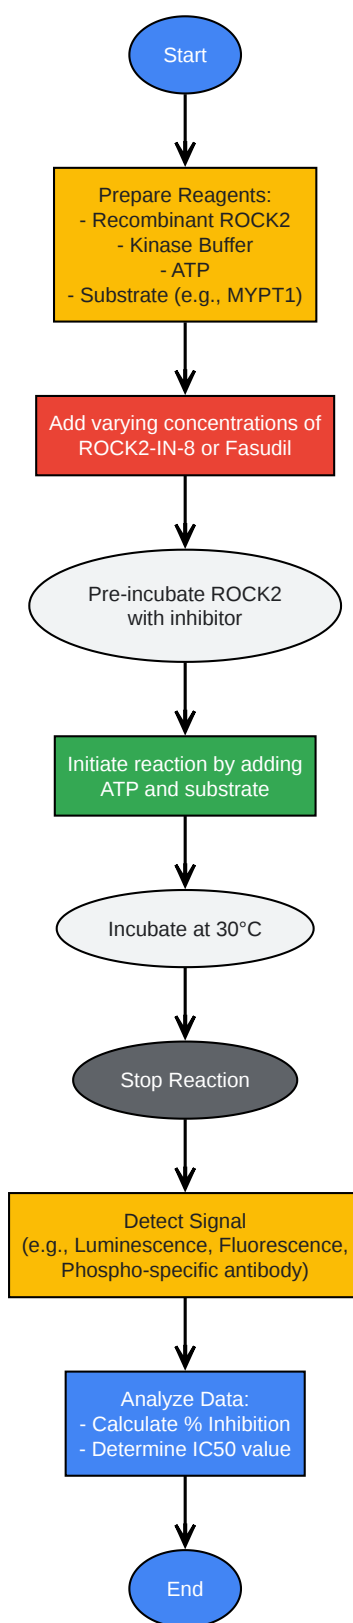 Start
Prepare Reagents:
- Recombinant ROCK2
- Kinase Buffer
- ATP
- Substrate (e.g., MYPT1)
Add varying concentrations of
ROCK2-IN-8 or Fasudil
Pre-incubate ROCK2
with inhibitor
Initiate reaction by adding
ATP and substrate
Incubate at 30°C
Stop Reaction
Detect Signal
(e.g., Luminescence, Fluorescence,
Phospho-specific antibody)
Analyze Data:
- Calculate % Inhibition
- Determine IC50 value
End